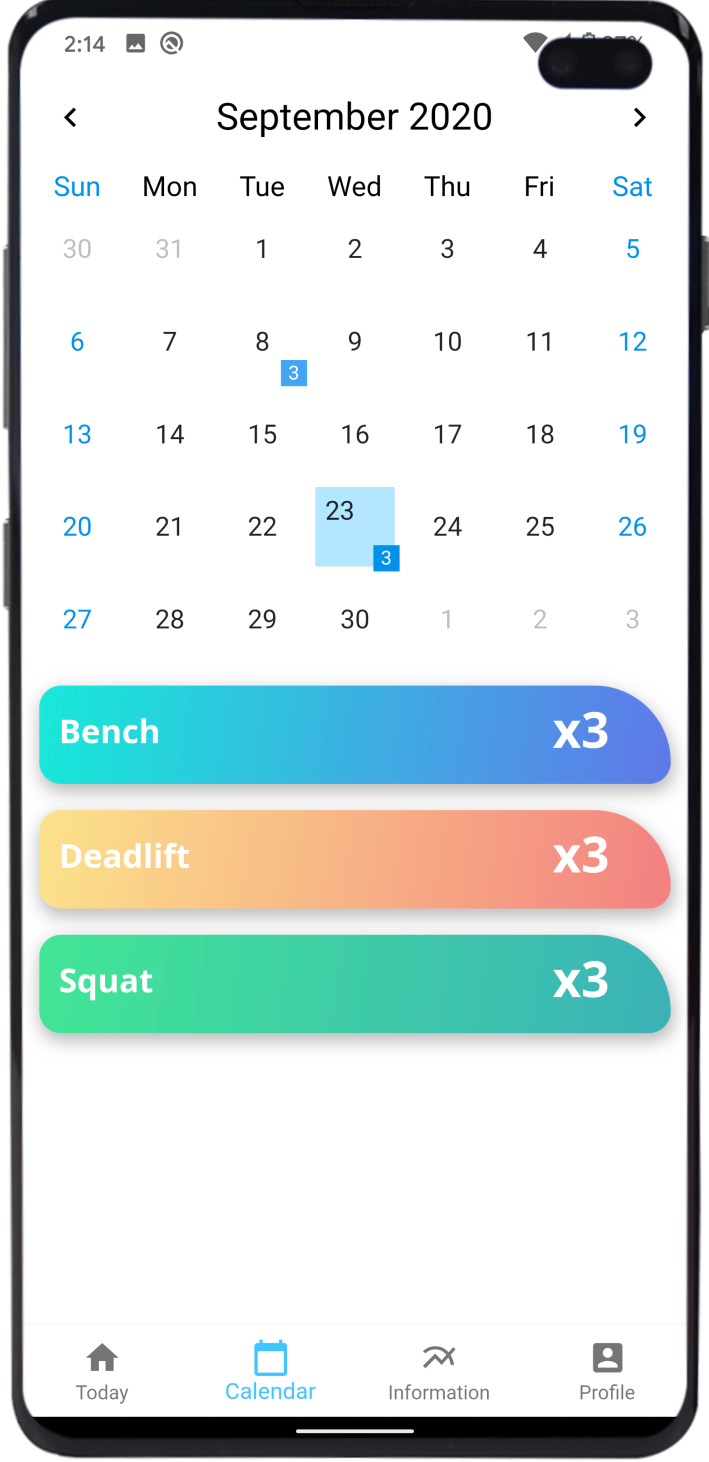 2:14
September 2020
Sun Mon Tue Wed Thu Fri Sat
30 31 1 2 3 4 5
6 7 8 9 10 11 12
3
13 14 15 16 17 18 19
20 21 22 23 24 25 26
3
27 28 29 30 1 2 3
Bench x3
Deadlift x3
Squat x3
Today Calendar Information Profile